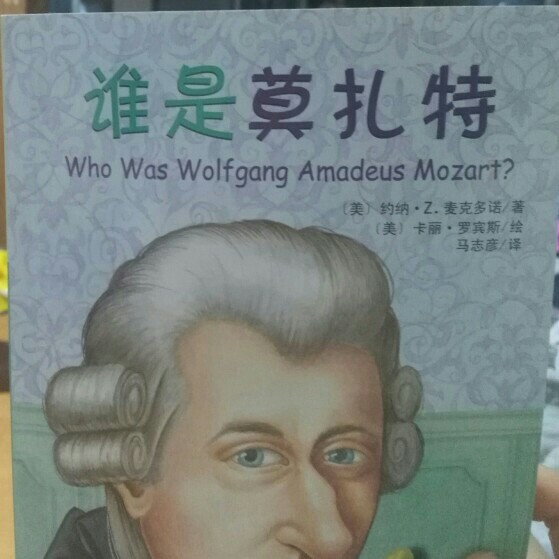 谁是莫扎特
Who Was Wolfgang Amadeus Mozart?
〔美〕约纳·Z.麦克多诺/著
〔美〕卡丽·罗宾斯/绘
马志彦/译